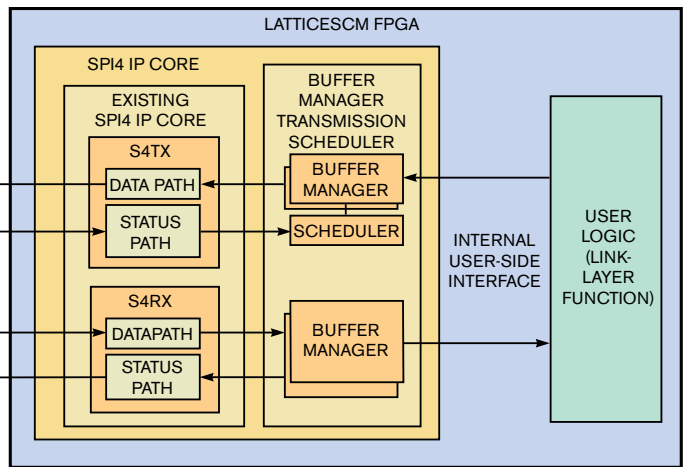 LATTICESCM FPGA
SPI4 IP CORE
EXISTING
SPI4 IP CORE
S4TX
DATA PATH
STATUS
PATH
S4RX
DATAPATH
STATUS
PATH
BUFFER
MANAGER
TRANSMISSION
SCHEDULER
BUFFER
MANAGER
SCHEDULER
BUFFER
MANAGER
INTERNAL
USER-SIDE
INTERFACE
USER
LOGIC
(LINK-
LAYER
FUNCTION)